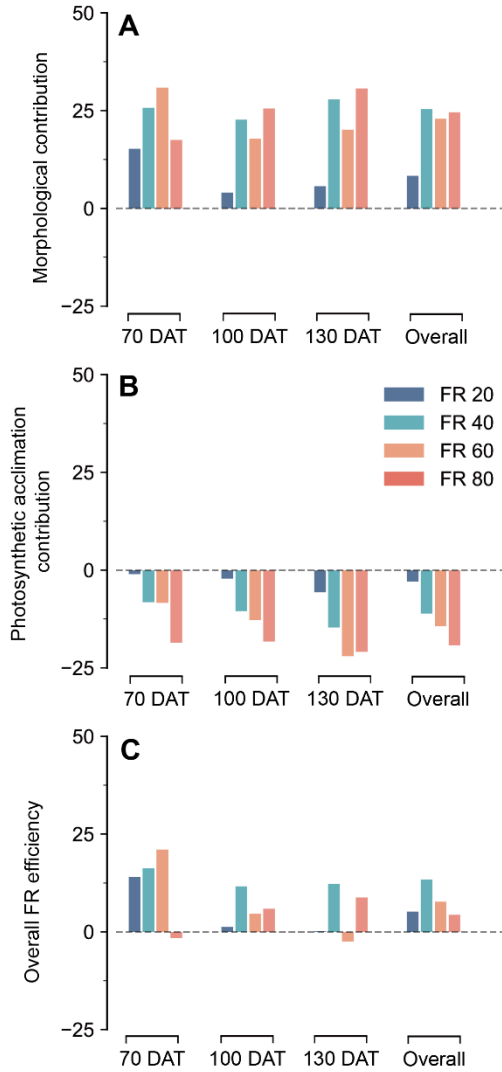 A
Morphological contribution
50
25
0
−25
70 DAT 100 DAT 130 DAT Overall
B
Photosynthetic acclimation
contribution
50
25
0
−25
FR 20
FR 40
FR 60
FR 80
70 DAT 100 DAT 130 DAT Overall
C
Overall FR efficiency
50
25
0
−25
70 DAT 100 DAT 130 DAT Overall